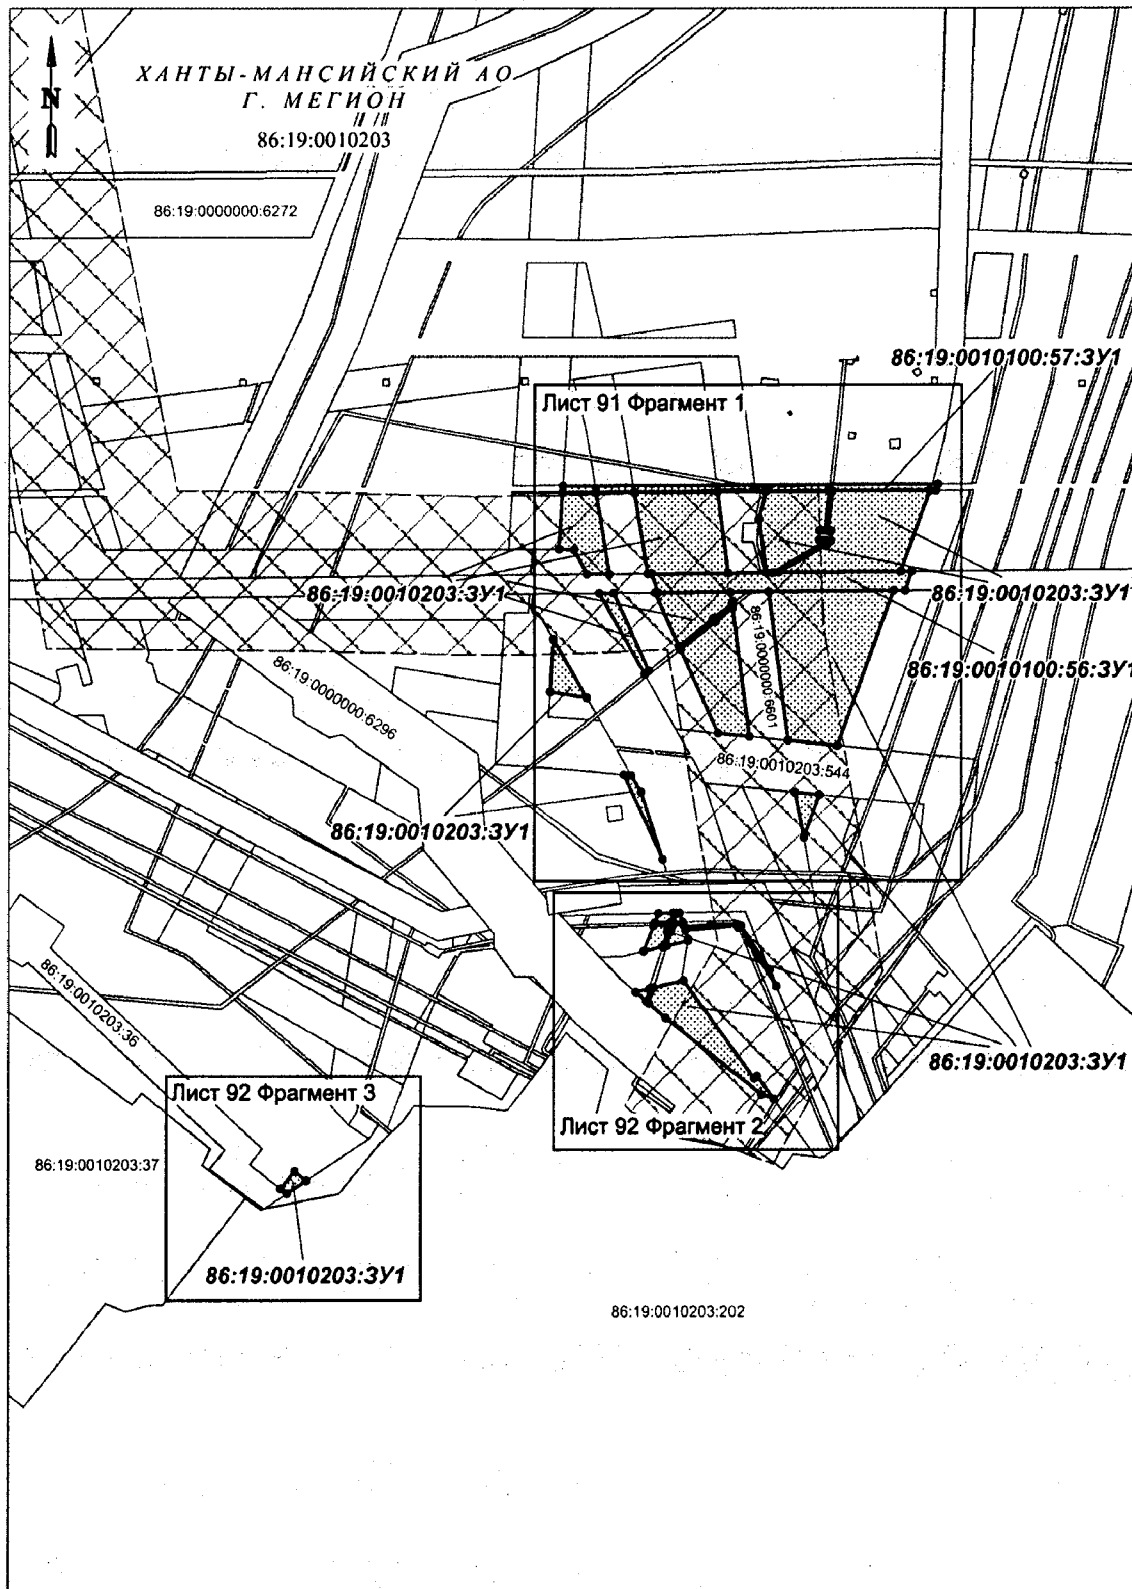 ХАНТЫ-МАНСИЙСКИЙ АО
Г. МЕГИОН
86:19:0010203
N
86:19:0000000:6272
86:19:0010100:57:ЗУ1
Лист 91 Фрагмент 1
86:19:0010203:ЗУ1
86:19:0010203:ЗУ1
86:19:0000000:6601
86:19:0010100:56:ЗУ1
86:19:0000000:6296
86:19:0010203:544
86:19:0010203:ЗУ1
86:19:0010203:36
86:19:0010203:ЗУ1
Лист 92 Фрагмент 3
Лист 92 Фрагмент 2
86:19:0010203:37
86:19:0010203:ЗУ1
86:19:0010203:202